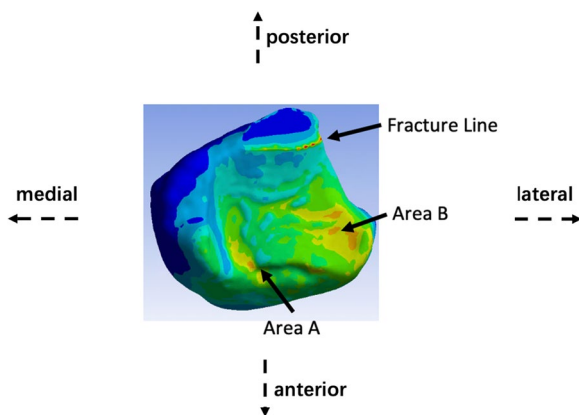 posterior
Fracture Line
medial
lateral
Area B
Area A
anterior